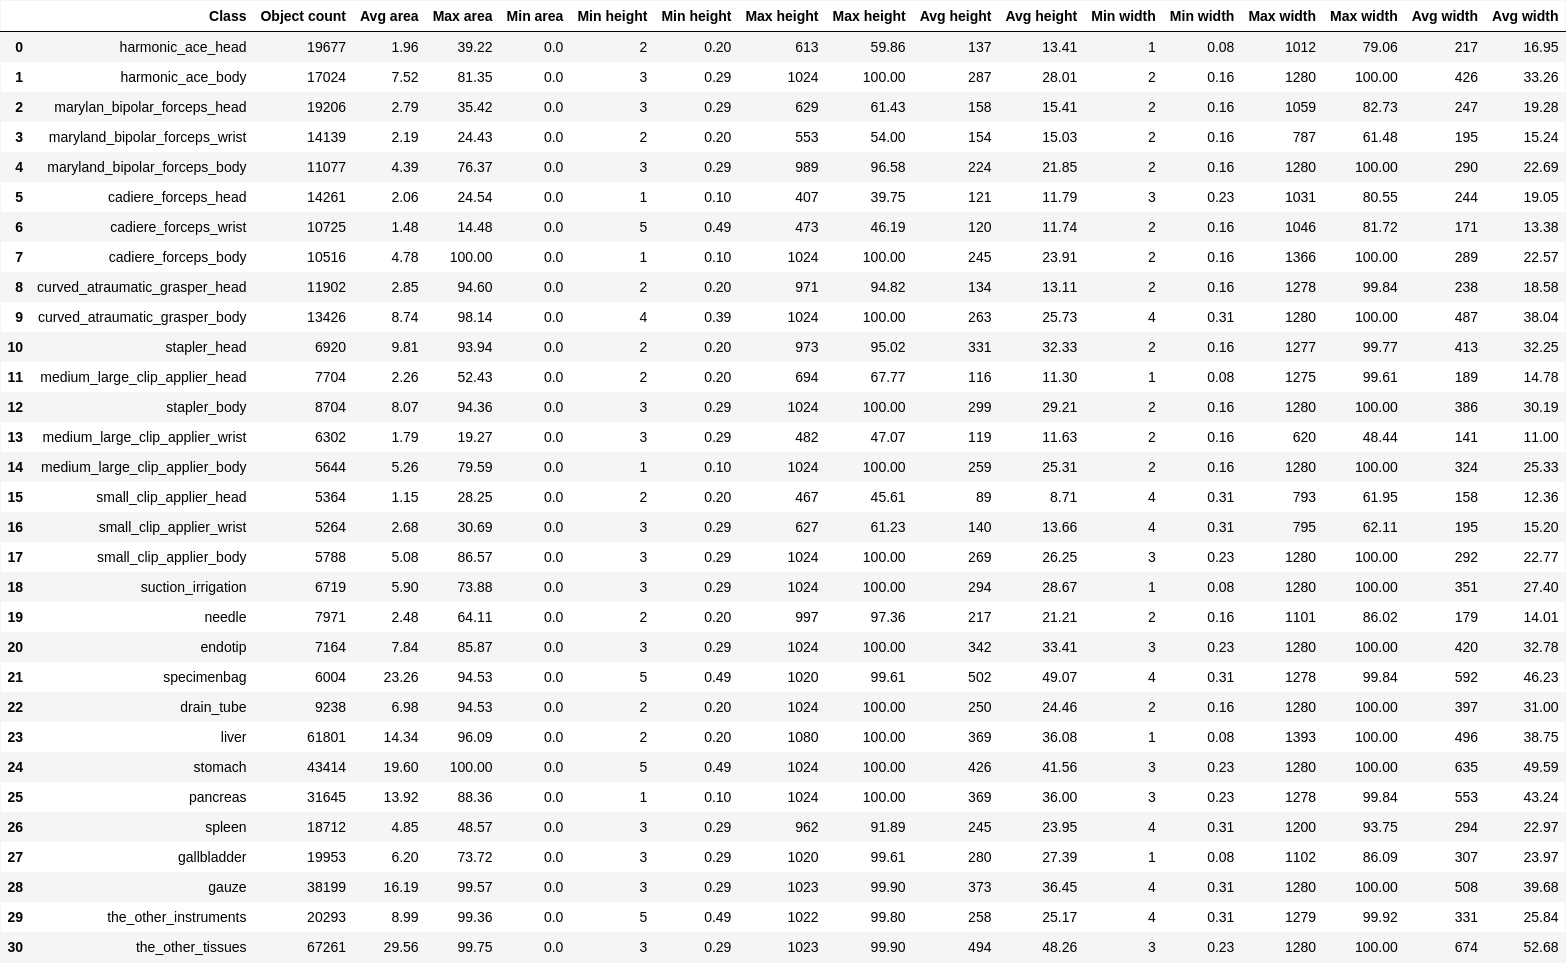 Class Object count Avg area Max area Min area Min height Min height Max height Max height Avg height Avg height Min width Min width Max width Max width Avg width Avg width
0 harmonic_ace_head 19677 1.96 39.22 0.0 2 0.20 613 59.86 137 13.41 1 0.08 1012 79.06 217 16.95
1 harmonic_ace_body 17024 7.52 81.35 0.0 3 0.29 1024 100.00 287 28.01 2 0.16 1280 100.00 426 33.26
2 marylan_bipolar_forceps_head 19206 2.79 35.42 0.0 3 0.29 629 61.43 158 15.41 2 0.16 1059 82.73 247 19.28
3 maryland_bipolar_forceps_wrist 14139 2.19 24.43 0.0 2 0.20 553 54.00 154 15.03 2 0.16 787 61.48 195 15.24
4 maryland_bipolar_forceps_body 11077 4.39 76.37 0.0 3 0.29 989 96.58 224 21.85 2 0.16 1280 100.00 290 22.69
5 cadiere_forceps_head 14261 2.06 24.54 0.0 1 0.10 407 39.75 121 11.79 3 0.23 1031 80.55 244 19.05
6 cadiere_forceps_wrist 10725 1.48 14.48 0.0 5 0.49 473 46.19 120 11.74 2 0.16 1046 81.72 171 13.38
7 cadiere_forceps_body 10516 4.78 100.00 0.0 1 0.10 1024 100.00 245 23.91 2 0.16 1366 100.00 289 22.57
8 curved_atraumatic_grasper_head 11902 2.85 94.60 0.0 2 0.20 971 94.82 134 13.11 2 0.16 1278 99.84 238 18.58
9 curved_atraumatic_grasper_body 13426 8.74 98.14 0.0 4 0.39 1024 100.00 263 25.73 4 0.31 1280 100.00 487 38.04
10 stapler_head 6920 9.81 93.94 0.0 2 0.20 973 95.02 331 32.33 2 0.16 1277 99.77 413 32.25
11 medium_large_clip_applier_head 7704 2.26 52.43 0.0 2 0.20 694 67.77 116 11.30 1 0.08 1275 99.61 189 14.78
12 stapler_body 8704 8.07 94.36 0.0 3 0.29 1024 100.00 299 29.21 2 0.16 1280 100.00 386 30.19
13 medium_large_clip_applier_wrist 6302 1.79 19.27 0.0 3 0.29 482 47.07 119 11.63 2 0.16 620 48.44 141 11.00
14 medium_large_clip_applier_body 5644 5.26 79.59 0.0 1 0.10 1024 100.00 259 25.31 2 0.16 1280 100.00 324 25.33
15 small_clip_applier_head 5364 1.15 28.25 0.0 2 0.20 467 45.61 89 8.71 4 0.31 793 61.95 158 12.36
16 small_clip_applier_wrist 5264 2.68 30.69 0.0 3 0.29 627 61.23 140 13.66 4 0.31 795 62.11 195 15.20
17 small_clip_applier_body 5788 5.08 86.57 0.0 3 0.29 1024 100.00 269 26.25 3 0.23 1280 100.00 292 22.77
18 suction_irrigation 6719 5.90 73.88 0.0 3 0.29 1024 100.00 294 28.67 1 0.08 1280 100.00 351 27.40
19 needle 7971 2.48 64.11 0.0 2 0.20 997 97.36 217 21.21 2 0.16 1101 86.02 179 14.01
20 endotip 7164 7.84 85.87 0.0 3 0.29 1024 100.00 342 33.41 3 0.23 1280 100.00 420 32.78
21 specimenbag 6004 23.26 94.53 0.0 5 0.49 1020 99.61 502 49.07 4 0.31 1278 99.84 592 46.23
22 drain_tube 9238 6.98 94.53 0.0 2 0.20 1024 100.00 250 24.46 2 0.16 1280 100.00 397 31.00
23 liver 61801 14.34 96.09 0.0 2 0.20 1080 100.00 369 36.08 1 0.08 1393 100.00 496 38.75
24 stomach 43414 19.60 100.00 0.0 5 0.49 1024 100.00 426 41.56 3 0.23 1280 100.00 635 49.59
25 pancreas 31645 13.92 88.36 0.0 1 0.10 1024 100.00 369 36.00 3 0.23 1278 99.84 553 43.24
26 spleen 18712 4.85 48.57 0.0 3 0.29 962 91.89 245 23.95 4 0.31 1200 93.75 294 22.97
27 gallbladder 19953 6.20 73.72 0.0 3 0.29 1020 99.61 280 27.39 1 0.08 1102 86.09 307 23.97
28 gauze 38199 16.19 99.57 0.0 3 0.29 1023 99.90 373 36.45 4 0.31 1280 100.00 508 39.68
29 the_other_instruments 20293 8.99 99.36 0.0 5 0.49 1022 99.80 258 25.17 4 0.31 1279 99.92 331 25.84
30 the_other_tissues 67261 29.56 99.75 0.0 3 0.29 1023 99.90 494 48.26 3 0.23 1280 100.00 674 52.68